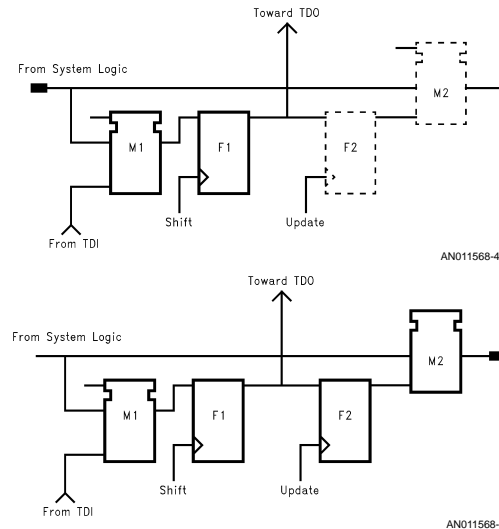 Toward TDO
From System Logic
M2
M1
F1
F2
Shift
Update
From TDI
AN011568-4
Toward TDO
From System Logic
M2
M1
F1
F2
Shift
Update
From TDI
AN011568-